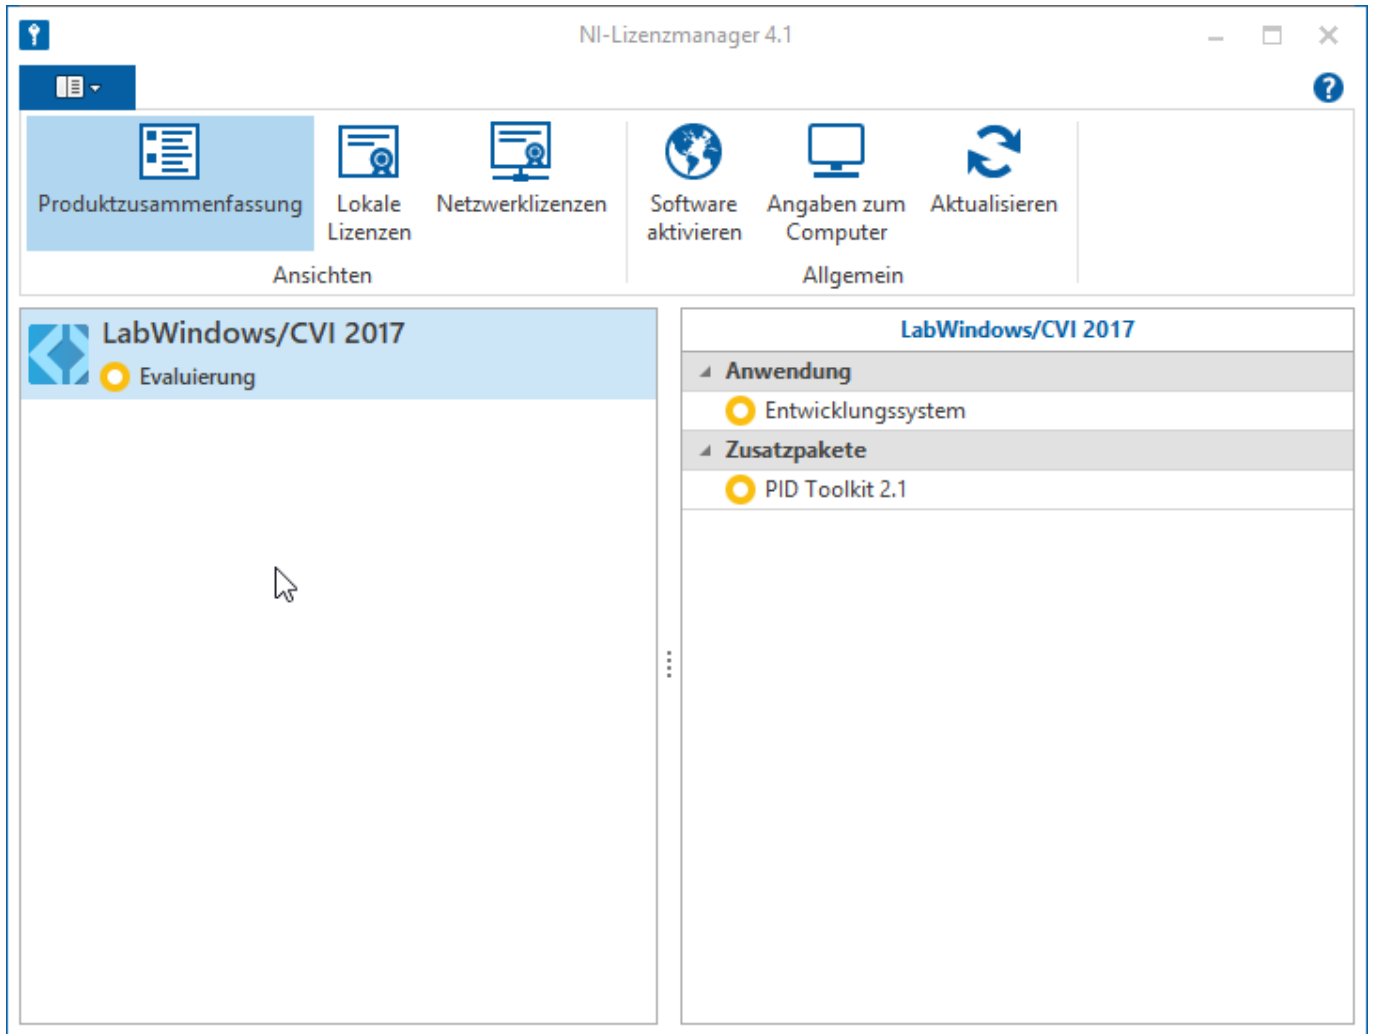 NI-Lizenzmanager 4.1
Produktzusammenfassung
Lokale
Lizenzen
Netzwerklizenzen
Software
aktivieren
Angaben zum
Computer
Aktualisieren
Ansichten
Allgemein
LabWindows/CVI 2017
Evaluierung
LabWindows/CVI 2017
Anwendung
Entwicklungssystem
Zusatzpakete
PID Toolkit 2.1